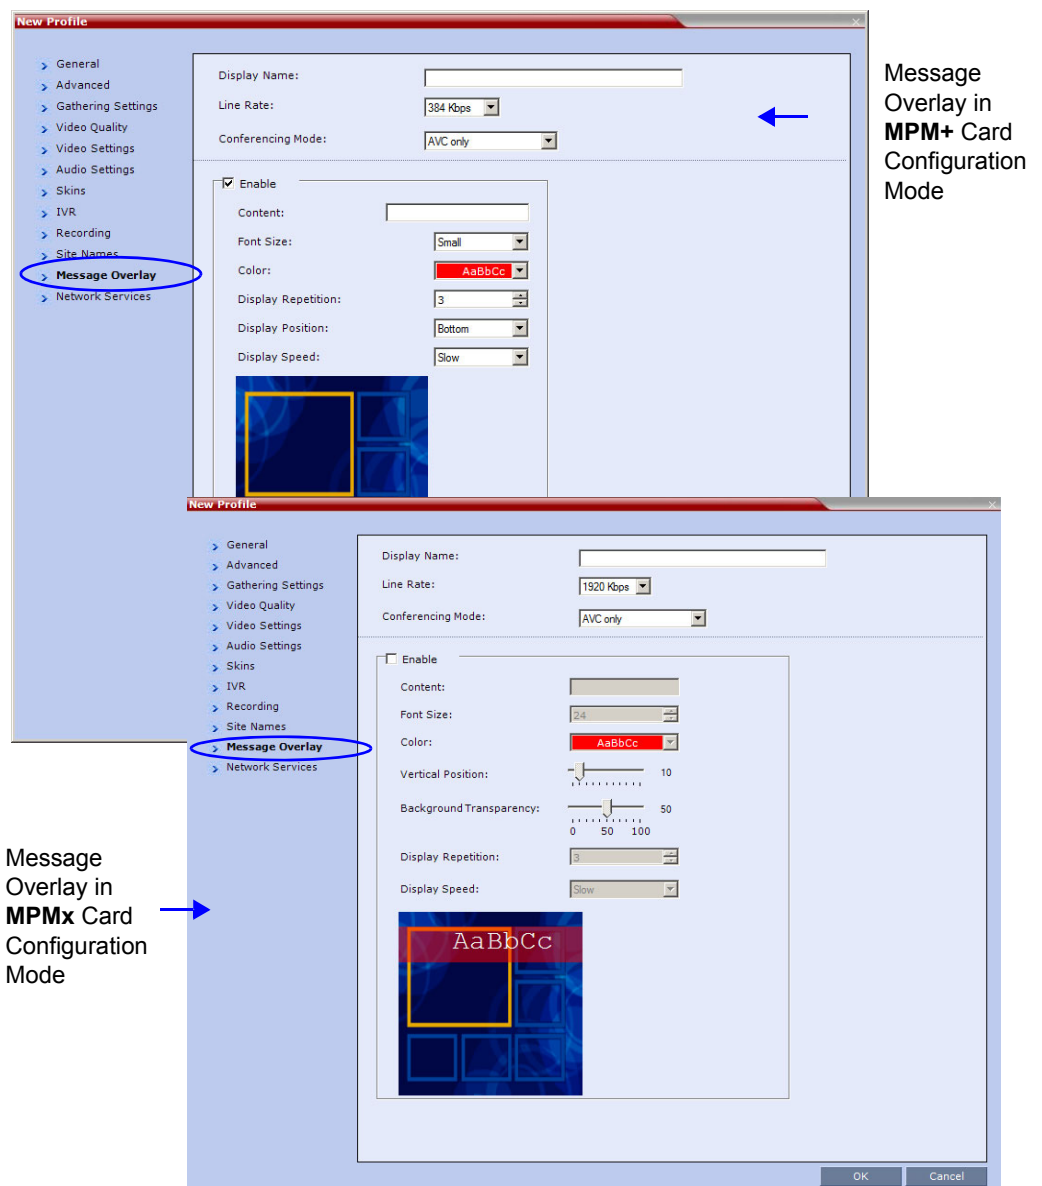 New Profile
General
Advanced
Gathering Settings
Video Quality
Video Settings
Audio Settings
Skins
IVR
Recording
Site Names
Message Overlay
Network Services
Display Name:
Line Rate: 384 Kbps
Conferencing Mode: AVC only
Enable
Content:
Font Size: Small
Color: AaBbCc
Display Repetition: 3
Display Position: Bottom
Display Speed: Slow
Message
Overlay in
MPM+ Card
Configuration
Mode
New Profile
General
Advanced
Gathering Settings
Video Quality
Video Settings
Audio Settings
Skins
IVR
Recording
Site Names
Message Overlay
Network Services
Display Name:
Line Rate: 1920 Kbps
Conferencing Mode: AVC only
Enable
Content:
Font Size: 24
Color: AaBbCc
Vertical Position: 10
Background Transparency: 50
0 50 100
Display Repetition: 3
Display Speed: Slow
AaBbCc
OK Cancel
Message
Overlay in
MPMx Card
Configuration
Mode